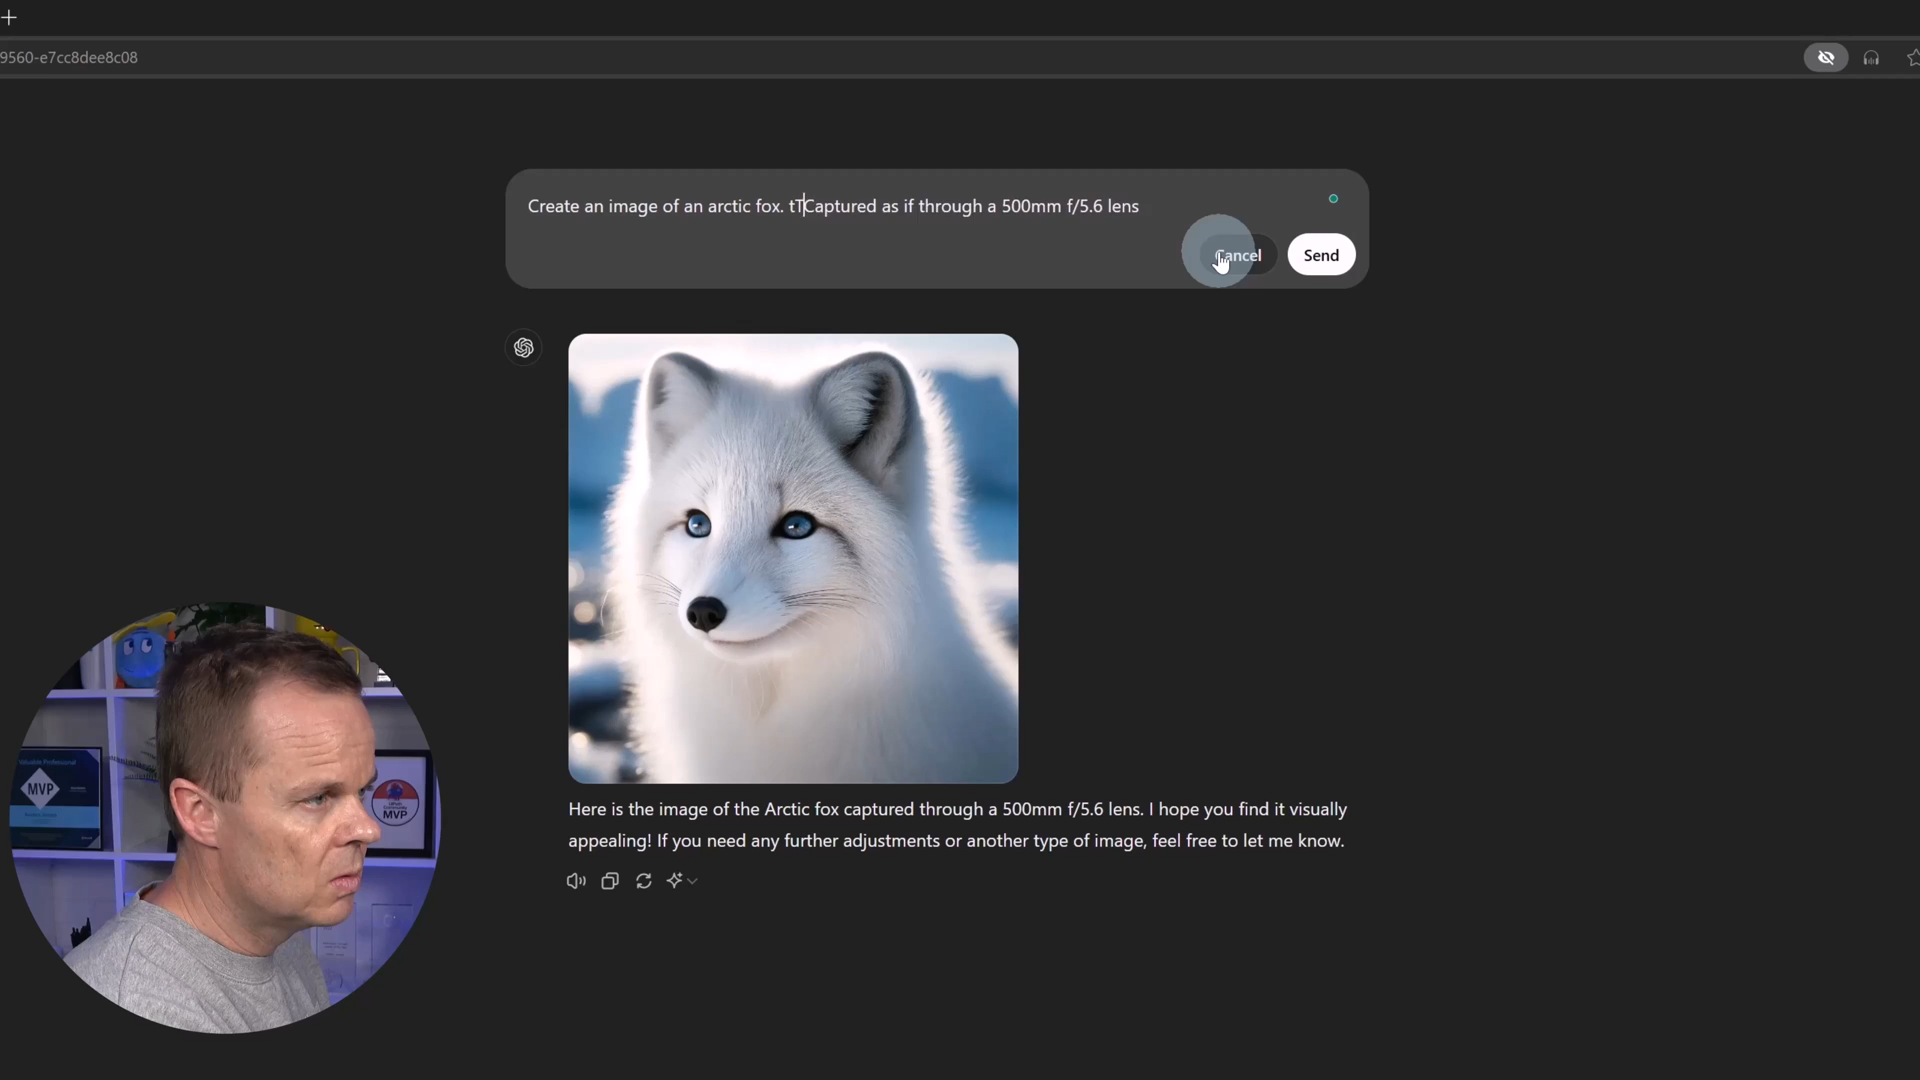 9560-e7cc8dee8c08
Create an image of an arctic fox. tTCaptured as if through a 500mm f/5.6 lens
Cancel
Send
Here is the image of the Arctic fox captured through a 500mm f/5.6 lens. I hope you find it visually
appealing! If you need any further adjustments or another type of image, feel free to let me know.
Valuable Professional
MVP
MVP